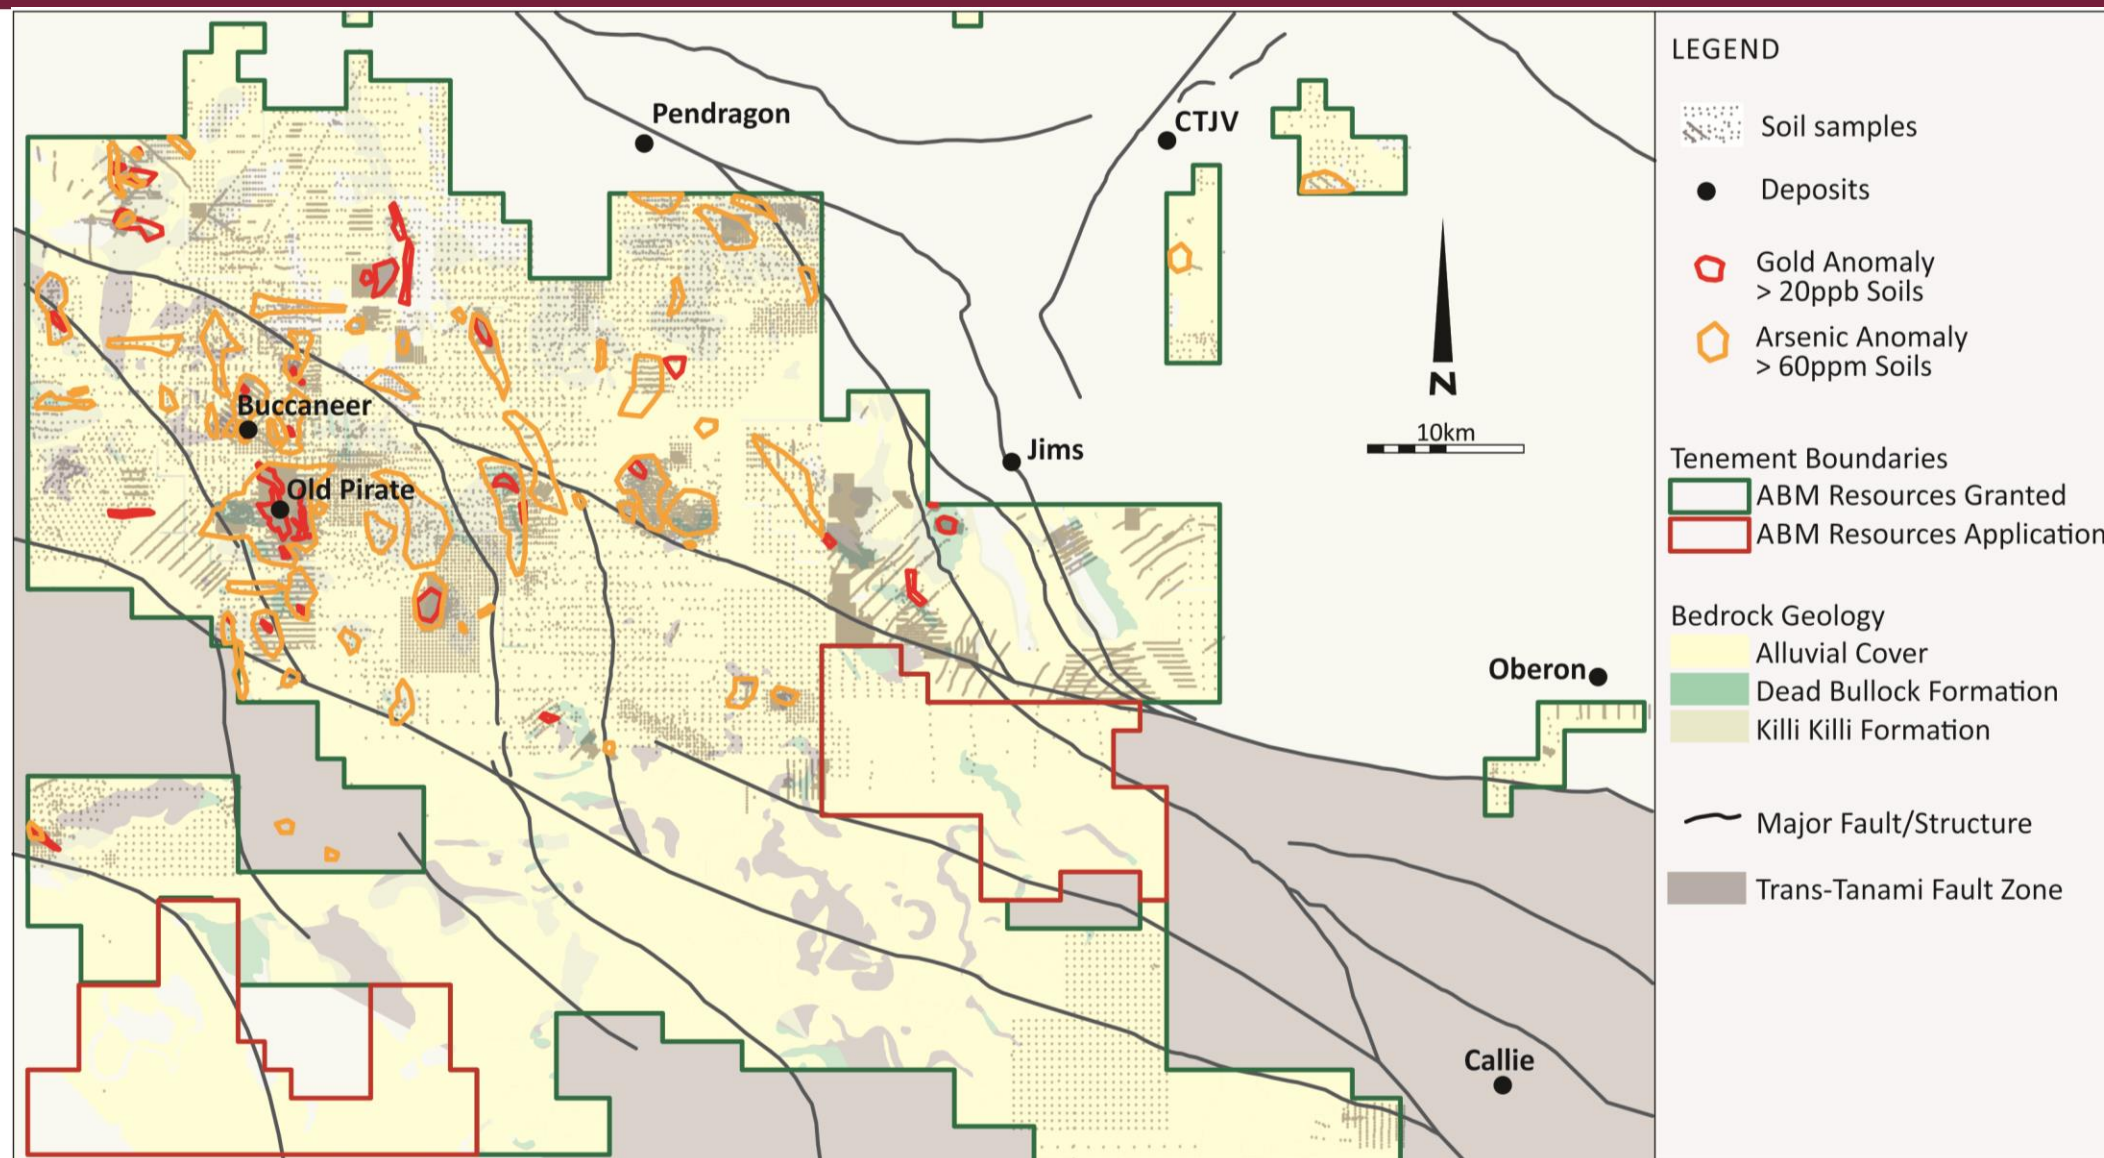 Pendragon
CTJV
Buccaneer
Old Pirate
Jims
Oberon
Callie
N
10km
LEGEND
Soil samples
Deposits
Gold Anomaly
> 20ppb Soils
Arsenic Anomaly
> 60ppm Soils
Tenement Boundaries
ABM Resources Granted
ABM Resources Application
Bedrock Geology
Alluvial Cover
Dead Bullock Formation
Killi Killi Formation
Major Fault/Structure
Trans-Tanami Fault Zone